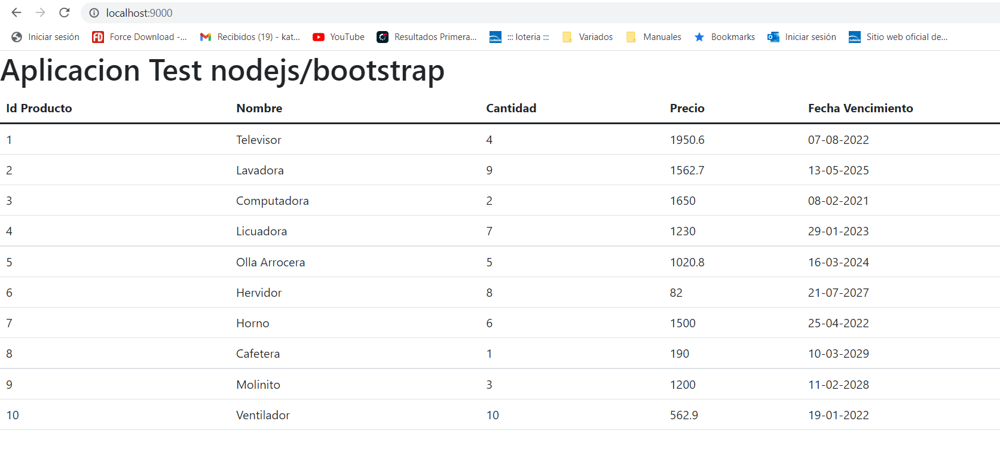 localhost:9000
Iniciar sesión FD Force Download -... Recibidos (19) - kat... YouTube Resultados Primera... Loteria ::: loteria ::: Variados Manuales Bookmarks Iniciar sesión Loteria Sitio web oficial de...
Aplicacion Test nodejs/bootstrap
Id Producto Nombre Cantidad Precio Fecha Vencimiento
1 Televisor 4 1950.6 07-08-2022
2 Lavadora 9 1562.7 13-05-2025
3 Computadora 2 1650 08-02-2021
4 Licuadora 7 1230 29-01-2023
5 Olla Arrocera 5 1020.8 16-03-2024
6 Hervidor 8 82 21-07-2027
7 Horno 6 1500 25-04-2022
8 Cafetera 1 190 10-03-2029
9 Molinito 3 1200 11-02-2028
10 Ventilador 10 562.9 19-01-2022